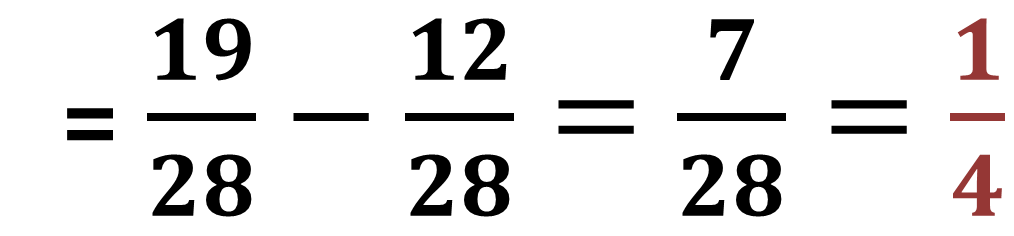 = 19/28 − 12/28 = 7/28 = 1/4